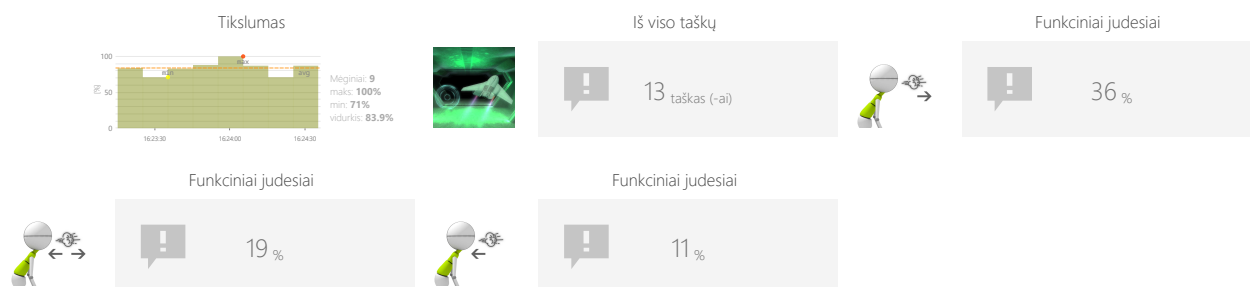 Tikslumas
100
50
0
[%]
min
max
avg
16:23:30
16:24:00
16:24:30
Mėginiai: 9
maks: 100%
min: 71%
vidurkis: 83.9%
Iš viso taškų
13 taškas (-ai)
Funkciniai judesiai
36 %
Funkciniai judesiai
19 %
Funkciniai judesiai
11 %